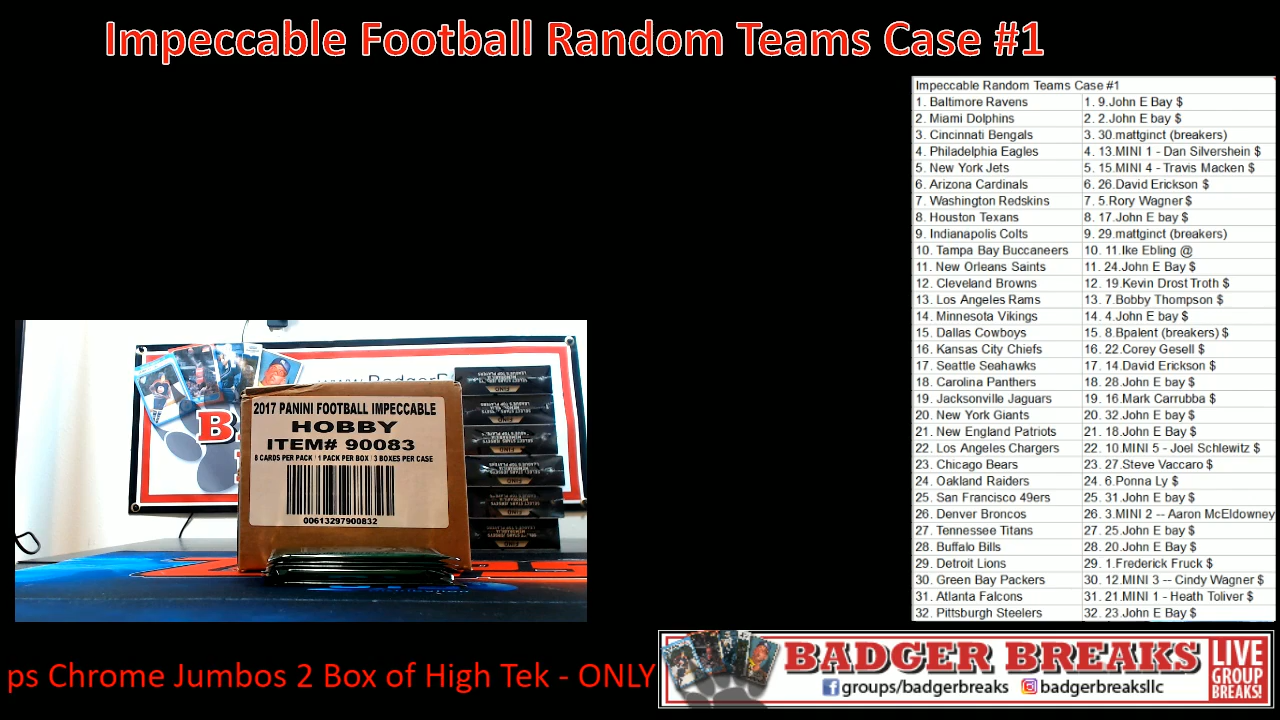 Impeccable Football Random Teams Case #1
Impeccable Random Teams Case #1
1. Baltimore Ravens 1. 9.John E Bay $
2. Miami Dolphins 2. 2.John E bay $
3. Cincinnati Bengals 3. 30.mattginct (breakers)
4. Philadelphia Eagles 4. 13.MINI 1 - Dan Silvershein $
5. New York Jets 5. 15.MINI 4 - Travis Macken $
6. Arizona Cardinals 6. 26.David Erickson $
7. Washington Redskins 7. 5.Rory Wagner $
8. Houston Texans 8. 17.John E bay $
9. Indianapolis Colts 9. 29.mattginct (breakers)
10. Tampa Bay Buccaneers 10. 11.Ike Ebling @
11. New Orleans Saints 11. 24.John E Bay $
12. Cleveland Browns 12. 19.Kevin Drost Troth $
13. Los Angeles Rams 13. 7.Bobby Thompson $
14. Minnesota Vikings 14. 4.John E bay $
15. Dallas Cowboys 15. 8.Bpalent (breakers) $
16. Kansas City Chiefs 16. 22.Corey Gesell $
17. Seattle Seahawks 17. 14.David Erickson $
18. Carolina Panthers 18. 28.John E bay $
19. Jacksonville Jaguars 19. 16.Mark Carrubba $
20. New York Giants 20. 32.John E bay $
21. New England Patriots 21. 18.John E Bay $
22. Los Angeles Chargers 22. 10.MINI 5 - Joel Schlewitz $
23. Chicago Bears 23. 27.Steve Vaccaro $
24. Oakland Raiders 24. 6.Ponna Ly $
25. San Francisco 49ers 25. 31.John E bay $
26. Denver Broncos 26. 3.MINI 2 -- Aaron McEldowney
27. Tennessee Titans 27. 25.John E bay $
28. Buffalo Bills 28. 20.John E Bay $
29. Detroit Lions 29. 1.Frederick Fruck $
30. Green Bay Packers 30. 12.MINI 3 -- Cindy Wagner $
31. Atlanta Falcons 31. 21.MINI 1 - Heath Toliver $
32. Pittsburgh Steelers 32. 23.John E Bay $
2017 PANINI FOOTBALL IMPECCABLE
HOBBY
ITEM# 90083
8 CARDS PER PACK / 1 PACK PER BOX / 3 BOXES PER CASE
00613297900832
ps Chrome Jumbos 2 Box of High Tek - ONLY
BADGER BREAKS
LIVE
GROUP
BREAKS!
groups/badgerbreaks badgerbreaksllc